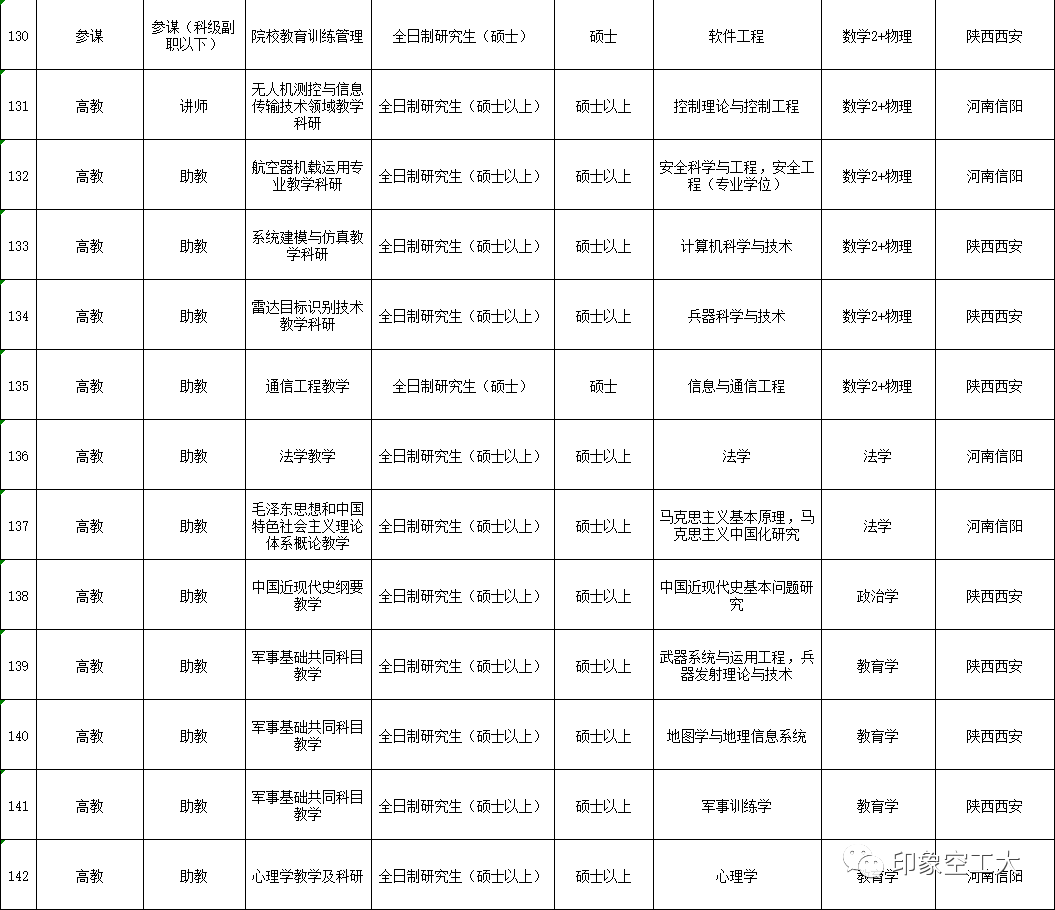 130 参谋 参谋（科级副职以下） 院校教育训练管理 全日制研究生（硕士） 硕士 软件工程 数学2+物理 陕西西安
131 高教 讲师 无人机测控与信息传输技术领域教学科研 全日制研究生（硕士以上） 硕士以上 控制理论与控制工程 数学2+物理 河南信阳
132 高教 助教 航空器机载运用专业教学科研 全日制研究生（硕士以上） 硕士以上 安全科学与工程，安全工程（专业学位） 数学2+物理 河南信阳
133 高教 助教 系统建模与仿真教学科研 全日制研究生（硕士以上） 硕士以上 计算机科学与技术 数学2+物理 陕西西安
134 高教 助教 雷达目标识别技术教学科研 全日制研究生（硕士以上） 硕士以上 兵器科学与技术 数学2+物理 陕西西安
135 高教 助教 通信工程教学 全日制研究生（硕士） 硕士 信息与通信工程 数学2+物理 陕西西安
136 高教 助教 法学教学 全日制研究生（硕士以上） 硕士以上 法学 法学 河南信阳
137 高教 助教 毛泽东思想和中国特色社会主义理论体系概论教学 全日制研究生（硕士以上） 硕士以上 马克思主义基本原理，马克思主义中国化研究 法学 河南信阳
138 高教 助教 中国近现代史纲要教学 全日制研究生（硕士以上） 硕士以上 中国近现代史基本问题研究 政治学 陕西西安
139 高教 助教 军事基础共同科目教学 全日制研究生（硕士以上） 硕士以上 武器系统与运用工程，兵器发射理论与技术 教育学 陕西西安
140 高教 助教 军事基础共同科目教学 全日制研究生（硕士以上） 硕士以上 地图学与地理信息系统 教育学 陕西西安
141 高教 助教 军事基础共同科目教学 全日制研究生（硕士以上） 硕士以上 军事训练学 教育学 陕西西安
142 高教 助教 心理学教学及科研 全日制研究生（硕士以上） 硕士以上 心理学 教育学 河南信阳
印象空工大